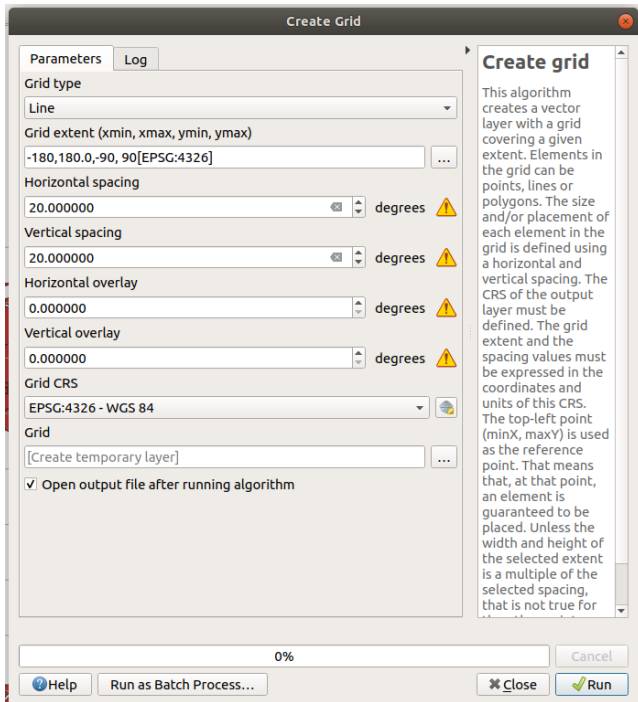 Create Grid
Parameters
Log
Grid type
Line
Grid extent (xmin, xmax, ymin, ymax)
-180,180.0,-90, 90[EPSG:4326]
...
Horizontal spacing
20.000000
degrees
Vertical spacing
20.000000
degrees
Horizontal overlay
0.000000
degrees
Vertical overlay
0.000000
degrees
Grid CRS
EPSG:4326 - WGS 84
Grid
[Create temporary layer]
...
Open output file after running algorithm
Create grid
This algorithm
creates a vector
layer with a grid
covering a given
extent. Elements in
the grid can be
points, lines or
polygons. The size
and/or placement of
each element in the
grid is defined using
a horizontal and
vertical spacing. The
CRS of the output
layer must be
defined. The grid
extent and the
spacing values must
be expressed in the
coordinates and
units of this CRS.
The top-left point
(minX, maxY) is used
as the reference
point. That means
that, at that point,
an element is
guaranteed to be
placed. Unless the
width and height of
the selected extent
is a multiple of the
selected spacing,
that is not true for
0%
Cancel
Help
Run as Batch Process...
Close
Run